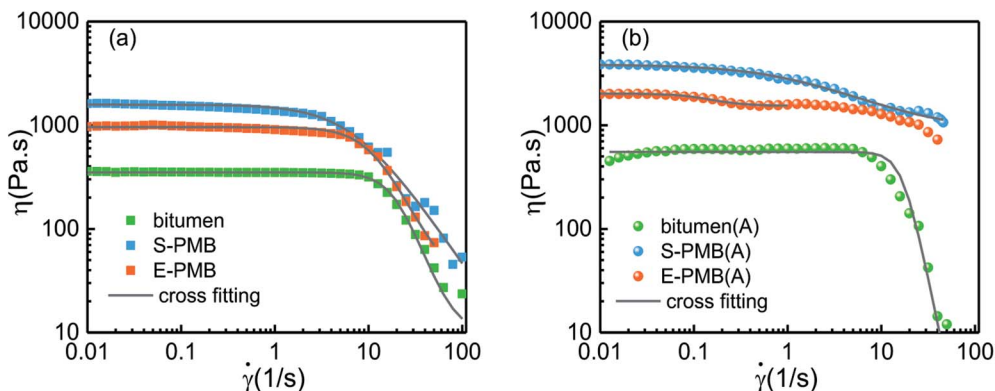 10000
(a)
1000
η(Pa.s)
100
bitumen
S-PMB
E-PMB
cross fitting
10
0.01 0.1 1 10 100
γ̇(1/s)
10000
(b)
1000
η(Pa.s)
100
bitumen(A)
S-PMB(A)
E-PMB(A)
cross fitting
10
0.01 0.1 1 10 100
γ̇(1/s)